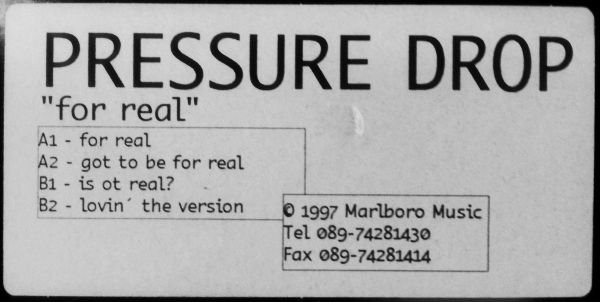 PRESSURE DROP
"for real"
A1 - for real
A2 - got to be for real
B1 - is ot real?
B2 - lovin´ the version
© 1997 Marlboro Music
Tel 089-74281430
Fax 089-74281414